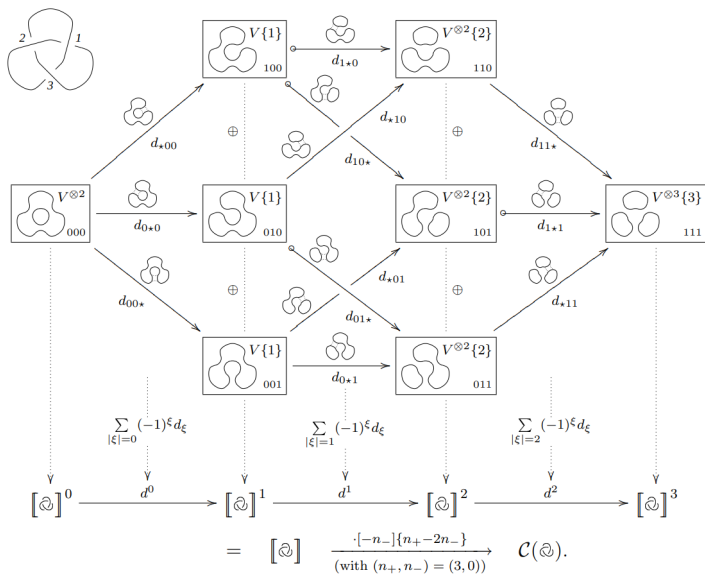 2 1
3
V{1}
100
d_{1⋆0}
V^{⊗2}{2}
110
d_{⋆00}
⊕
d_{10⋆}
d_{⋆10}
⊕
d_{11⋆}
V^{⊗2}
000
d_{0⋆0}
V{1}
010
V^{⊗2}{2}
101
d_{1⋆1}
V^{⊗3}{3}
111
d_{00⋆}
⊕
d_{01⋆}
d_{⋆01}
⊕
d_{⋆11}
V{1}
001
d_{0⋆1}
V^{⊗2}{2}
011
∑_{|ξ|=0} (−1)^ξ d_ξ
∑_{|ξ|=1} (−1)^ξ d_ξ
∑_{|ξ|=2} (−1)^ξ d_ξ
⟦ ⟧^0 d^0 ⟦ ⟧^1 d^1 ⟦ ⟧^2 d^2 ⟦ ⟧^3
= ⟦ ⟧ ·[−n_−]{n_+−2n_−} C( ).
(with (n_+, n_−) = (3, 0))